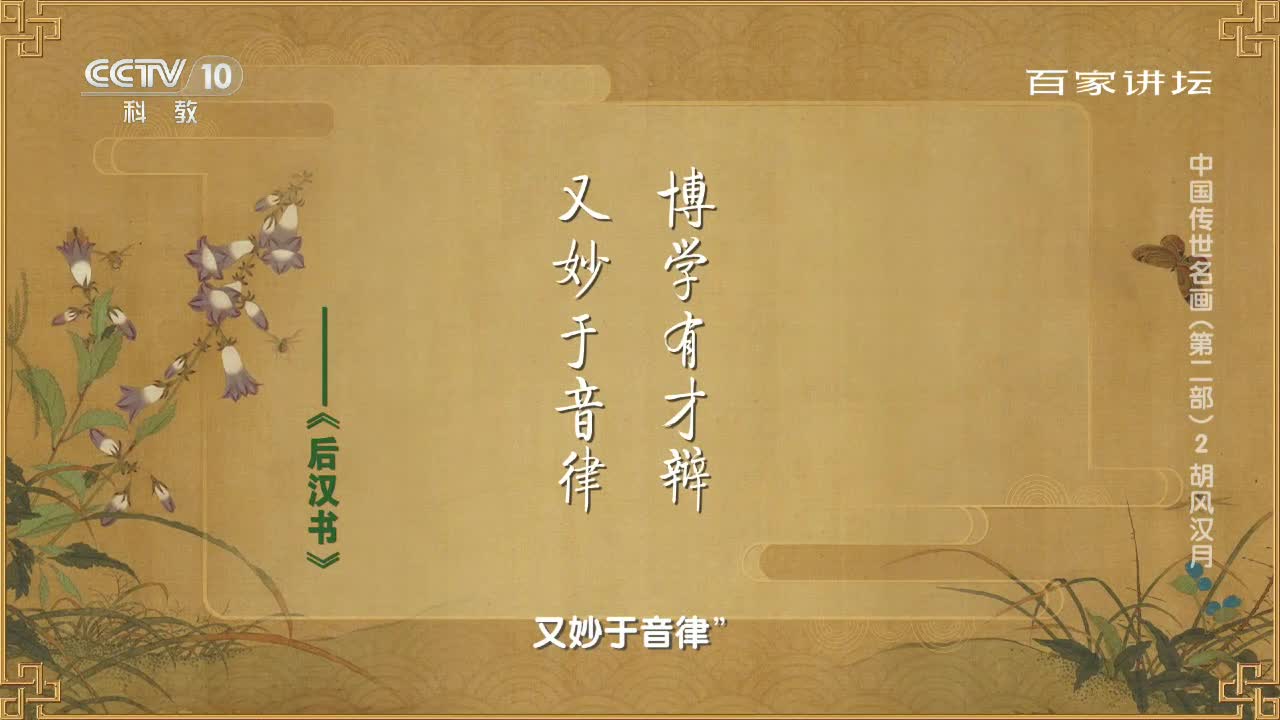 CCTV 10
科 教
百家讲坛
中国传世名画(第二部) 2 胡风汉月
博学有才辩
又妙于音律
——《后汉书》
又妙于音律”